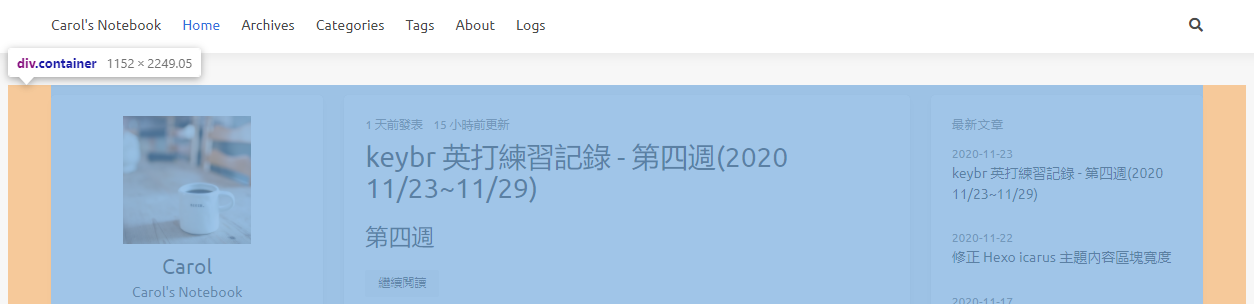 Carol's Notebook Home Archives Categories Tags About Logs
div.container 1152 × 2249.05
Carol
Carol's Notebook
1 天前發表 15 小時前更新
keybr 英打練習記錄 - 第四週(2020
11/23~11/29)
第四週
繼續閱讀
最新文章
2020-11-23
keybr 英打練習記錄 - 第四週(2020
11/23~11/29)
2020-11-22
修正 Hexo icarus 主題內容區塊寬度
2020-11-17